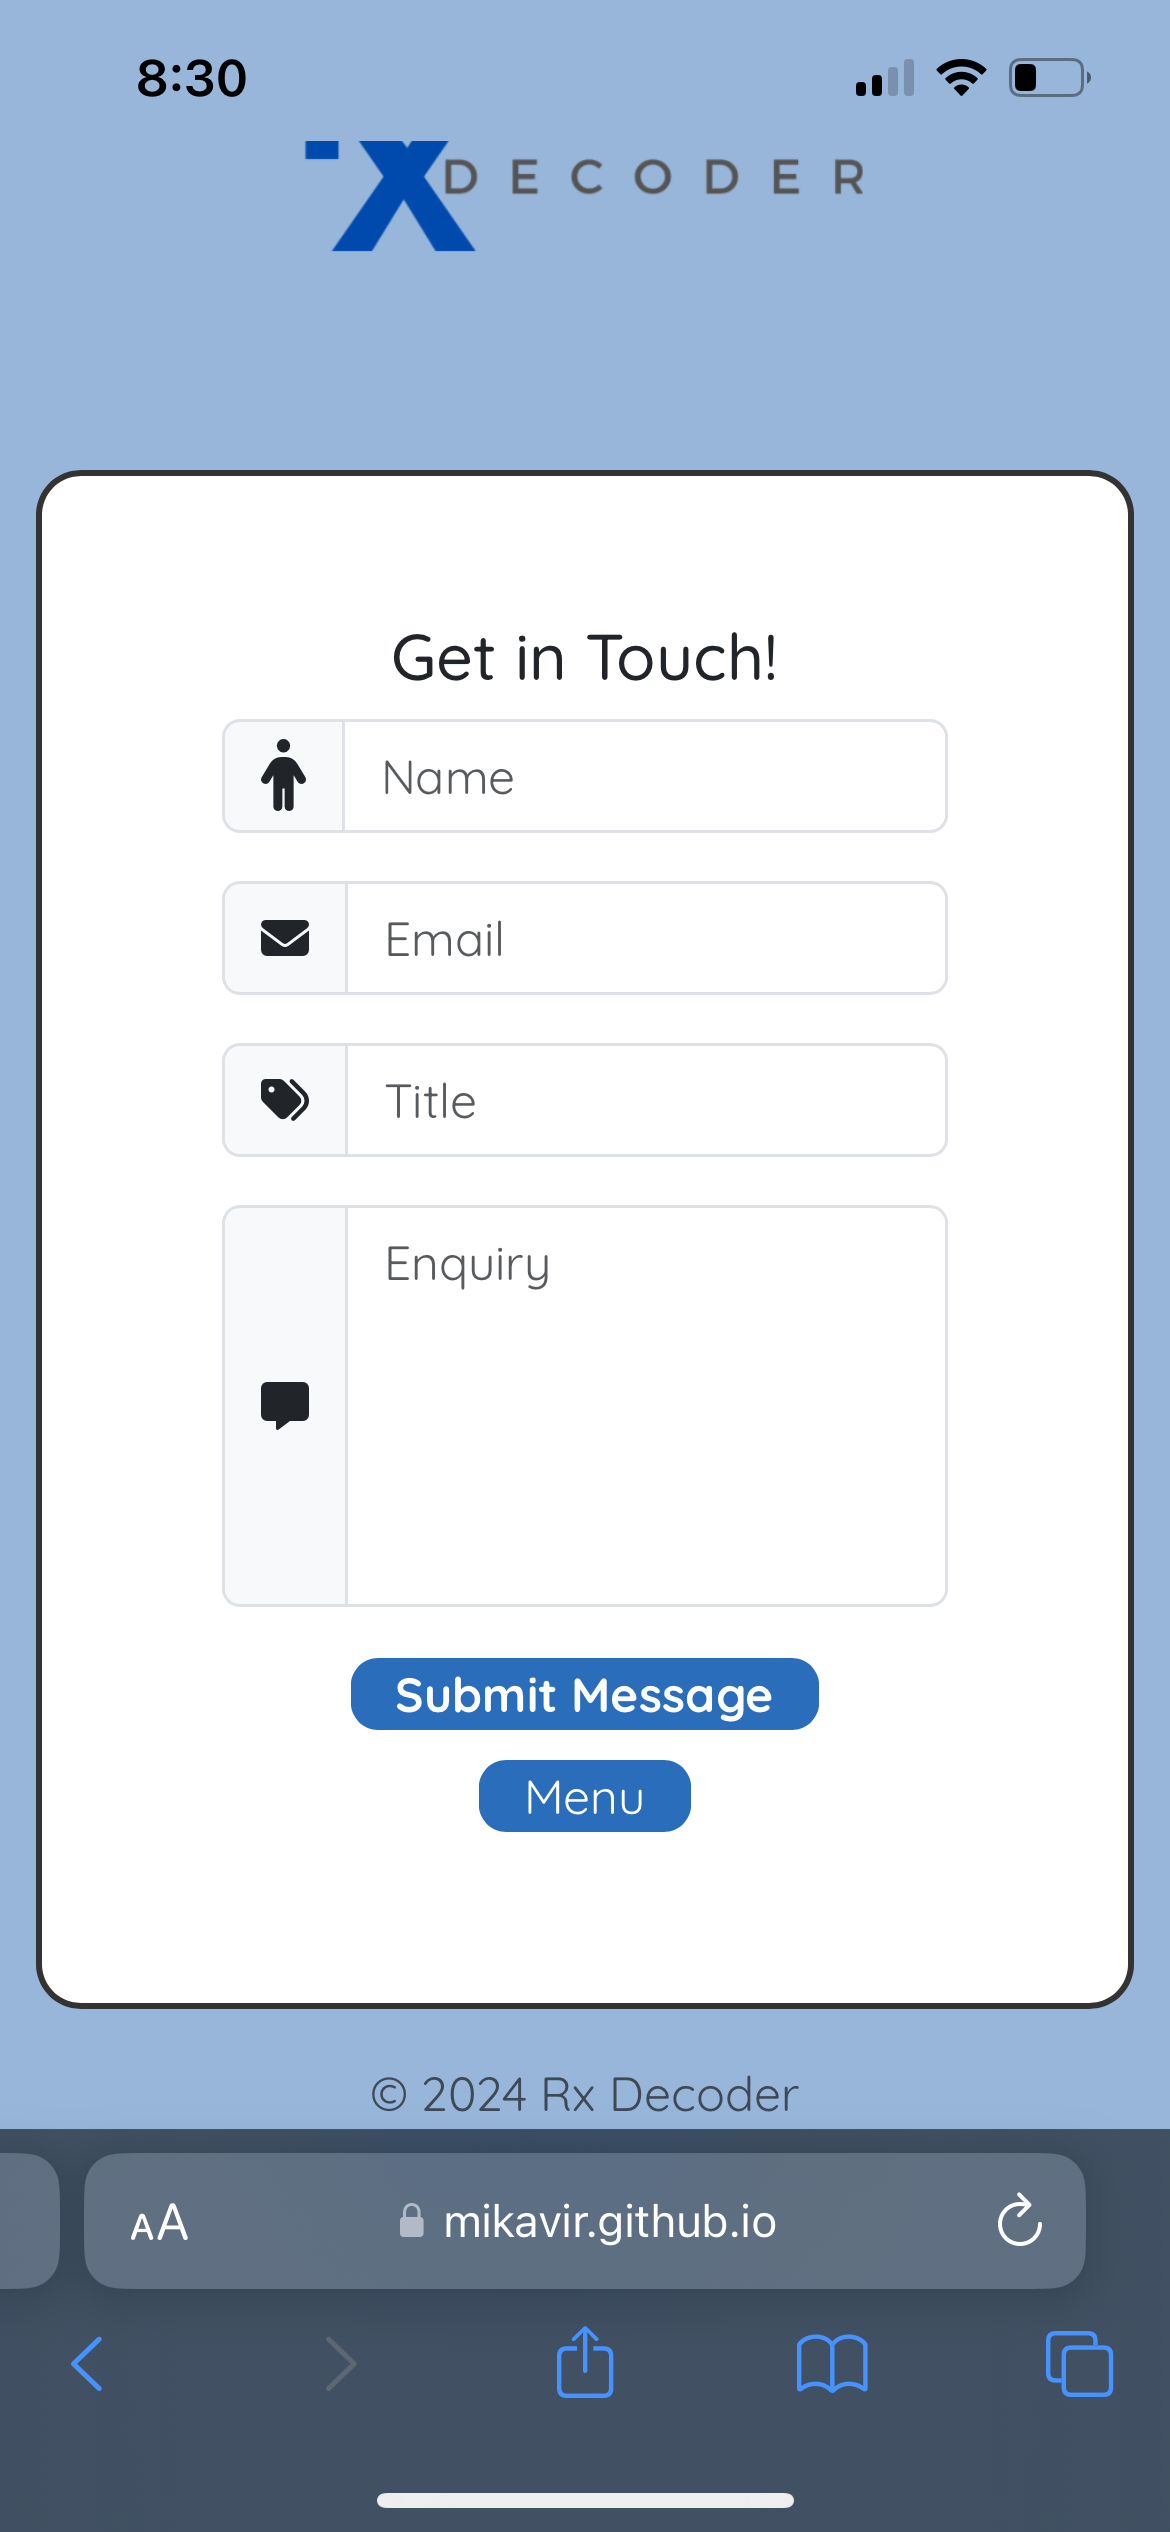 8:30
X DECODER
Get in Touch!
Name
Email
Title
Enquiry
Submit Message
Menu
© 2024 Rx Decoder
AA mikavir.github.io